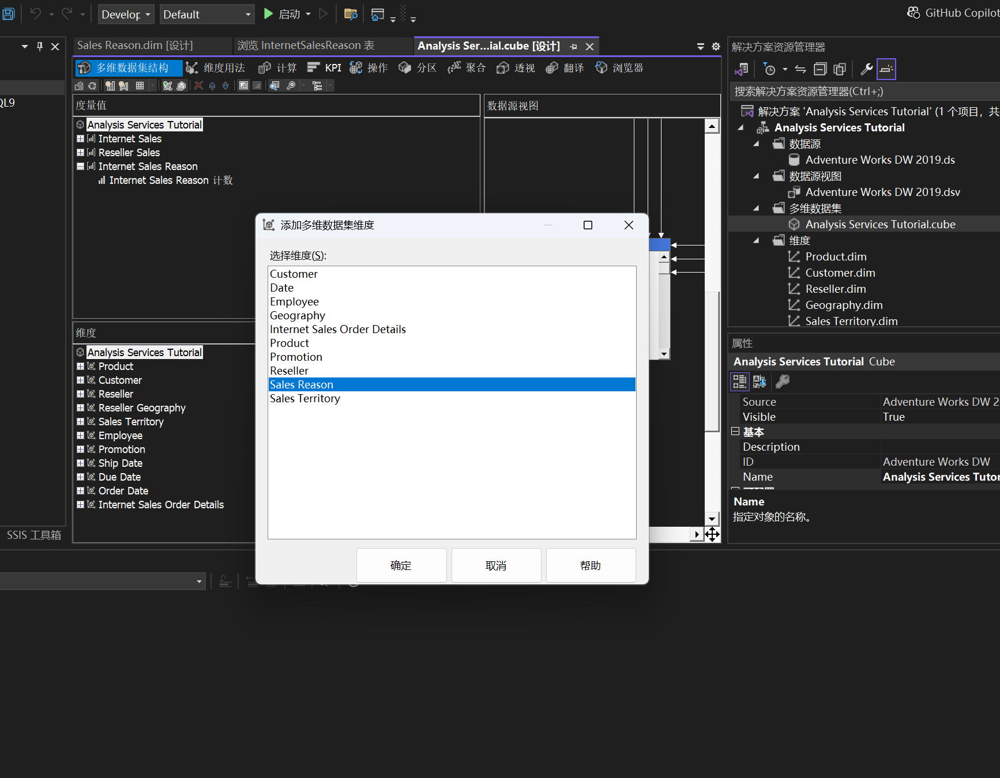 Develop
Default
启动
GitHub Copilot
Sales Reason.dim [设计]
浏览 InternetSalesReason 表
Analysis Ser...ial.cube [设计]
多维数据集结构
维度用法
计算
KPI
操作
分区
聚合
透视
翻译
浏览器
QL9
度量值
Analysis Services Tutorial
Internet Sales
Reseller Sales
Internet Sales Reason
Internet Sales Reason 计数
数据源视图
维度
Analysis Services Tutorial
Product
Customer
Reseller
Reseller Geography
Sales Territory
Employee
Promotion
Ship Date
Due Date
Order Date
Internet Sales Order Details
SSIS 工具箱
添加多维数据集维度
选择维度(S):
Customer
Date
Employee
Geography
Internet Sales Order Details
Product
Promotion
Reseller
Sales Reason
Sales Territory
确定
取消
帮助
解决方案资源管理器
搜索解决方案资源管理器(Ctrl+;)
解决方案 'Analysis Services Tutorial' (1 个项目，共
Analysis Services Tutorial
数据源
Adventure Works DW 2019.ds
数据源视图
Adventure Works DW 2019.dsv
多维数据集
Analysis Services Tutorial.cube
维度
Product.dim
Customer.dim
Reseller.dim
Geography.dim
Sales Territory.dim
属性
Analysis Services Tutorial Cube
Source Adventure Works DW 2
Visible True
基本
Description
ID Adventure Works DW
Name Analysis Services Tutor
Name
指定对象的名称。